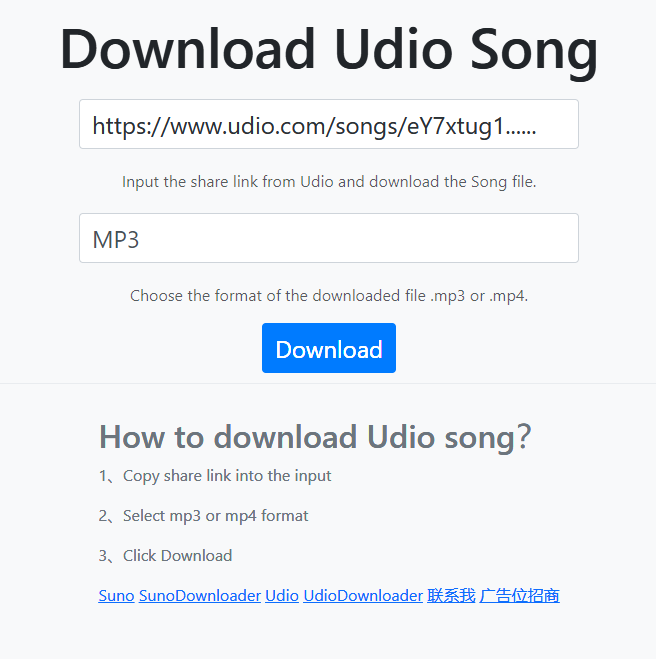 Download Udio Song
https://www.udio.com/songs/eY7xtug1......
Input the share link from Udio and download the Song file.
MP3
Choose the format of the downloaded file .mp3 or .mp4.
Download
How to download Udio song?
1、Copy share link into the input
2、Select mp3 or mp4 format
3、Click Download
Suno SunoDownloader Udio UdioDownloader 联系我 广告位招商